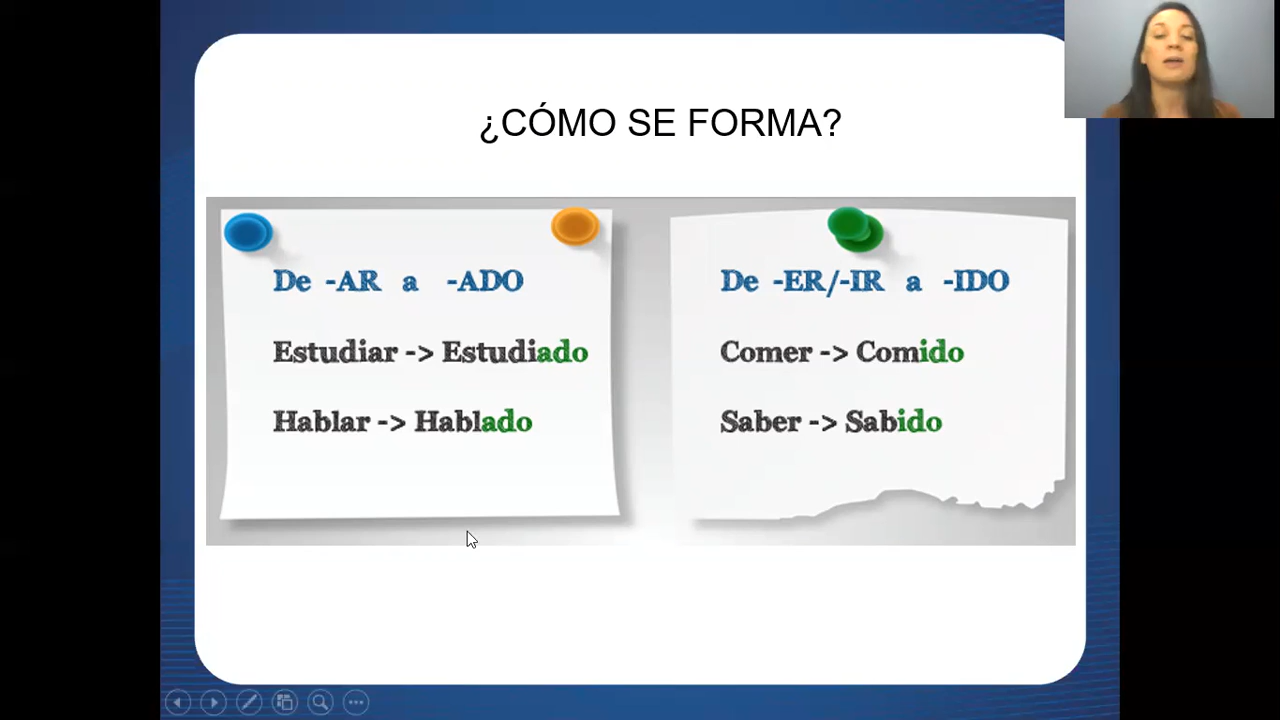 ¿CÓMO SE FORMA?
De -AR a -ADO
Estudiar -> Estudiado
Hablar -> Hablado
De -ER/-IR a -IDO
Comer -> Comido
Saber -> Sabido